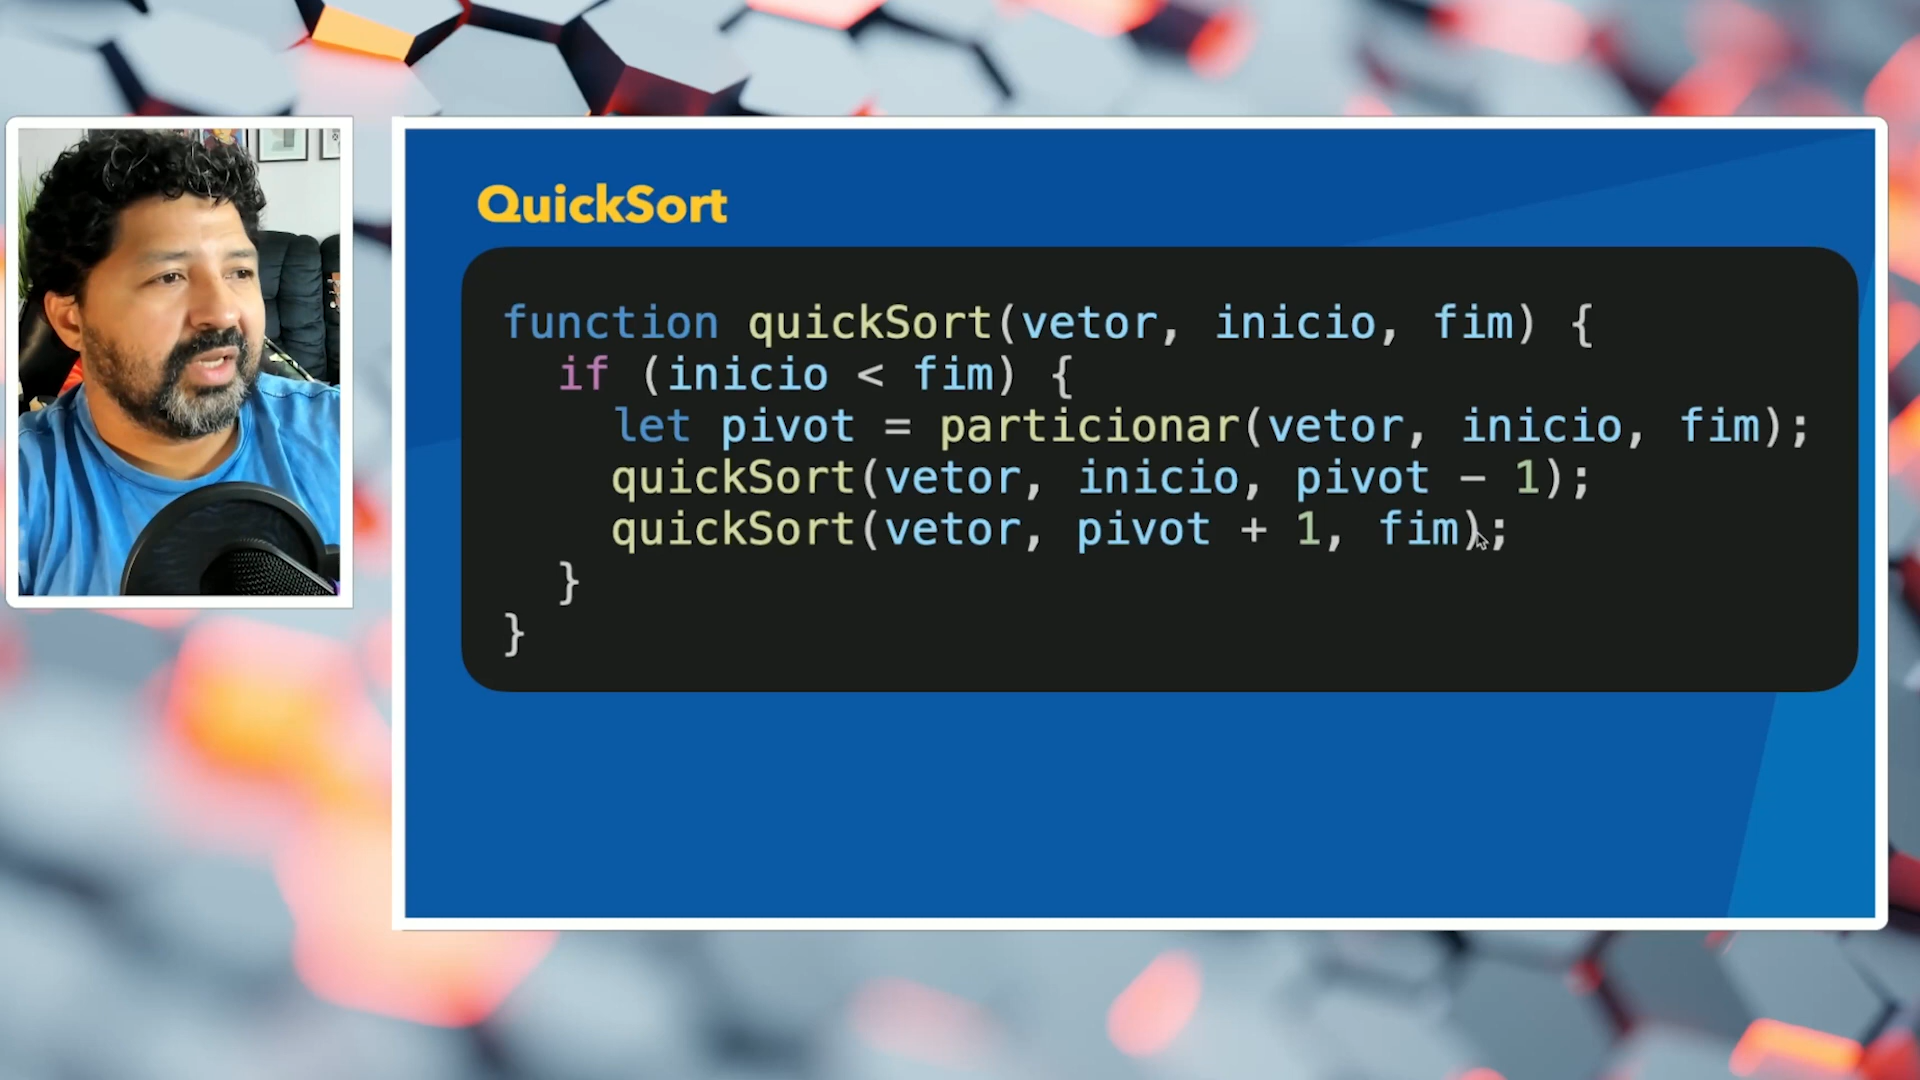 QuickSort
function quickSort(vetor, inicio, fim) {
if (inicio < fim) {
let pivot = particionar(vetor, inicio, fim);
quickSort(vetor, inicio, pivot - 1);
quickSort(vetor, pivot + 1, fim);
}
}